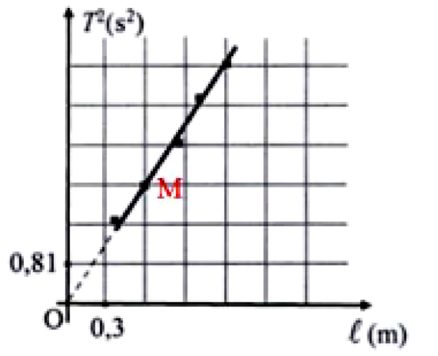 T²(s²)
M
0,81
O
0,3
ℓ (m)